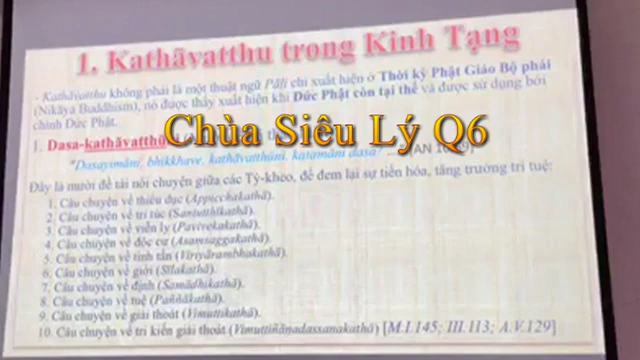 1. Kathāvatthu trong Kinh Tạng
- Kathāvatthu không phải là một thuật ngữ Pāḷi chỉ xuất hiện ở Thời kỳ Phật Giáo Bộ phái
(Nikāya Buddhism), nó được thấy xuất hiện khi Đức Phật còn tại thế và được sử dụng bởi
chính Đức Phật.
1. Dasa-kathāvatthū
Chùa Siêu Lý Q6
"Dasayimāni, bhikkhave, kathāvatthūni, katamāni dasa?
Đây là mười đề tài nói chuyện giữa các Tỳ-kheo, để đem lại sự tiến hóa, tăng trưởng trí tuệ:
1. Câu chuyện về thiểu dục (Appicchakathā).
2. Câu chuyện về tri túc (Santuṭṭhikathā).
3. Câu chuyện về viễn ly (Pavivekakathā).
4. Câu chuyện về độc cư (Asaṃsaggakathā).
5. Câu chuyện về tinh tấn (Viriyārambhakathā).
6. Câu chuyện về giới (Sīlakathā).
7. Câu chuyện về định (Samādhikathā).
8. Câu chuyện về tuệ (Paññākathā).
9. Câu chuyện về giải thoát (Vimuttikathā).
10. Câu chuyện về tri kiến giải thoát (Vimuttiñāṇadassanakathā) [M.I.145; III.113; A.V.129]